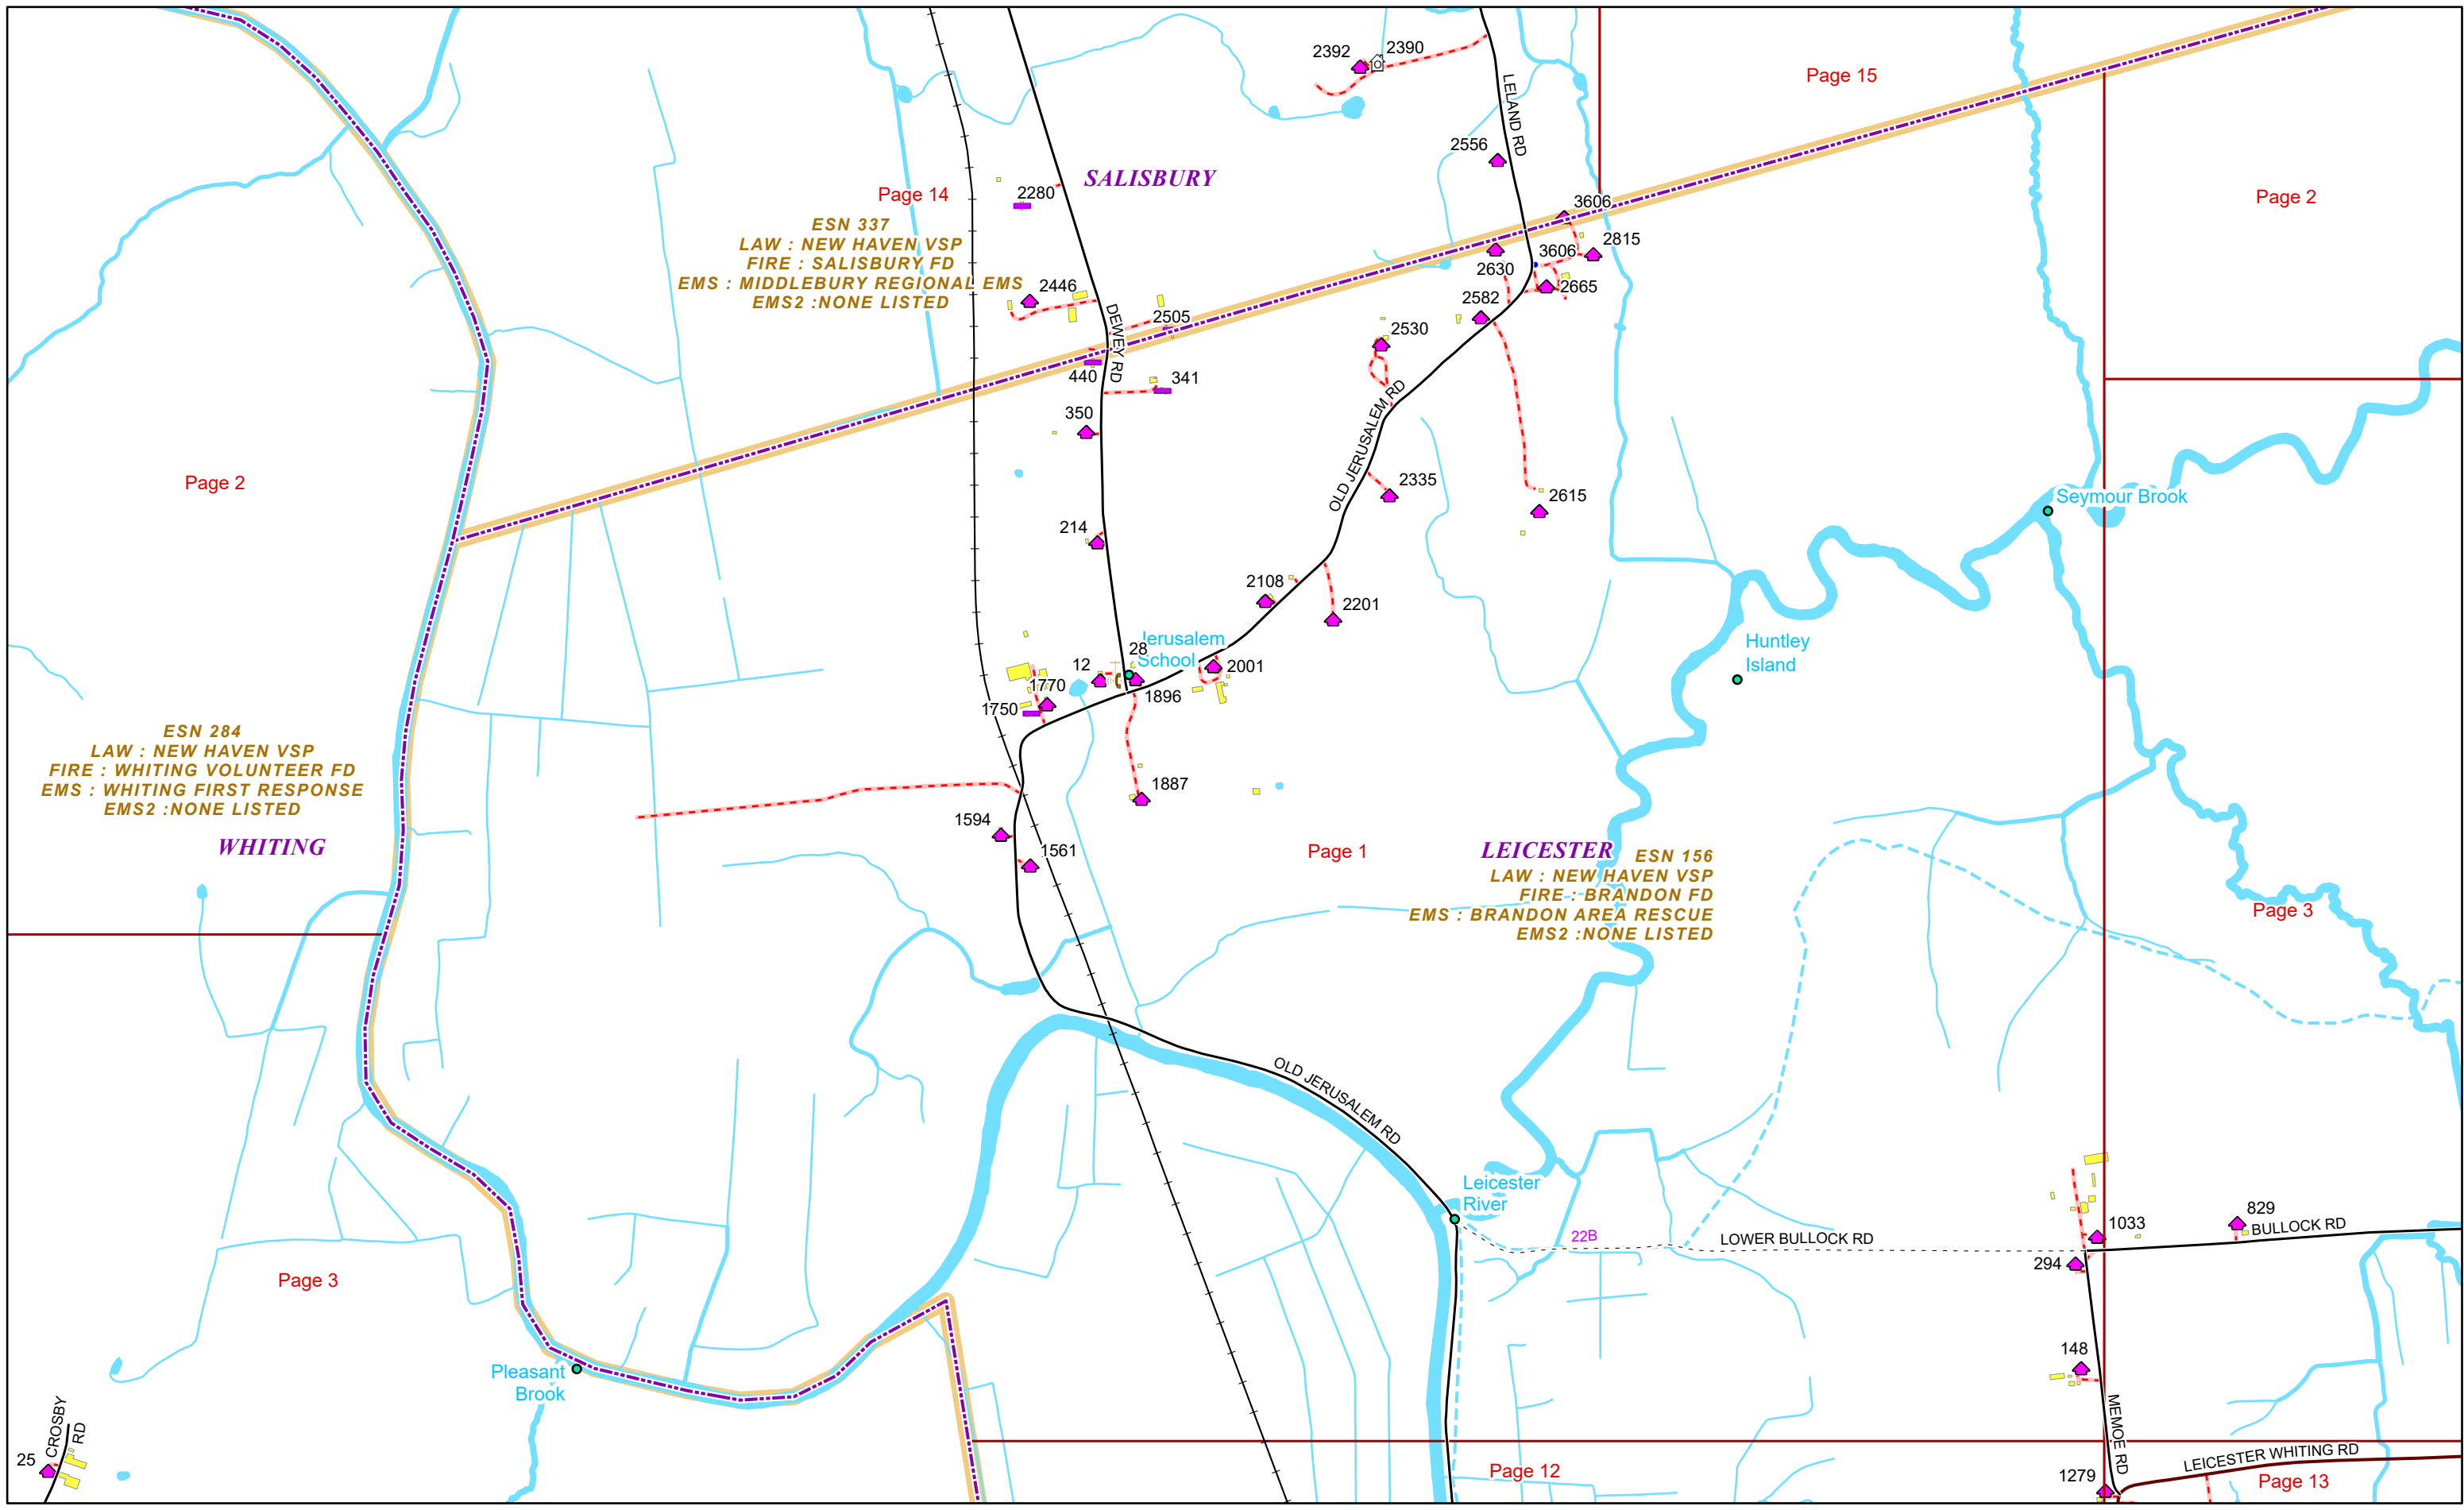 2392
2390
Page 15
LELAND RD
2556
SALISBURY
Page 14
2280
Page 2
3606
ESN 337
LAW : NEW HAVEN VSP
FIRE : SALISBURY FD
EMS : MIDDLEBURY REGIONAL EMS
EMS2 :NONE LISTED
2815
3606
2630
2665
2446
2582
2505
DEWEY RD
2530
440
341
350
OLD JERUSALEM RD
Page 2
2335
2615
Seymour Brook
214
2108
2201
Jerusalem
School
28
12
2001
Huntley
Island
1770
1896
1750
ESN 284
LAW : NEW HAVEN VSP
FIRE : WHITING VOLUNTEER FD
EMS : WHITING FIRST RESPONSE
EMS2 :NONE LISTED
1887
1594
WHITING
1561
Page 1
LEICESTER
ESN 156
LAW : NEW HAVEN VSP
FIRE : BRANDON FD
EMS : BRANDON AREA RESCUE
EMS2 :NONE LISTED
Page 3
OLD JERUSALEM RD
Leicester
River
829
1033
BULLOCK RD
22B
LOWER BULLOCK RD
294
Page 3
148
Pleasant
Brook
MEMOE RD
CROSBY
RD
25
LEICESTER WHITING RD
Page 12
1279
Page 13